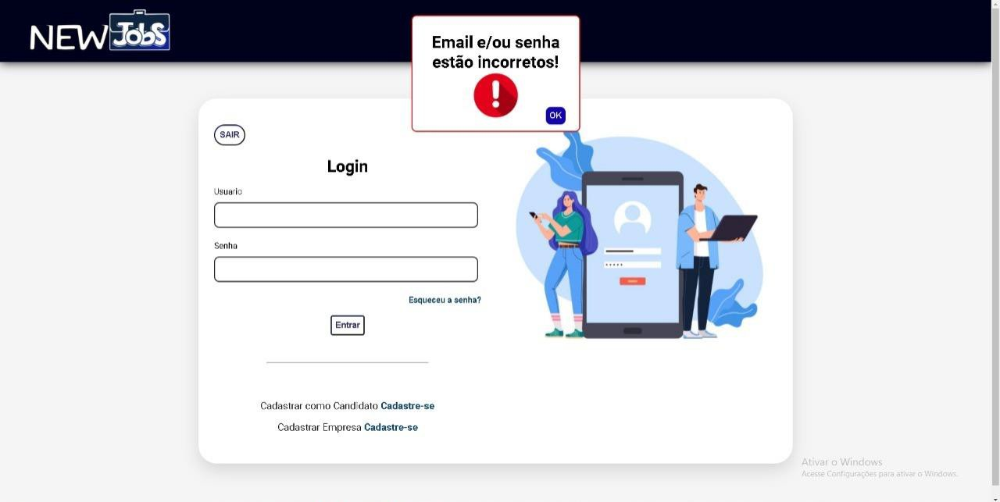 NEW JobS
Email e/ou senha
estão incorretos!
OK
SAIR
Login
Usuario
Senha
Esqueceu a senha?
Entrar
Cadastrar como Candidato Cadastre-se
Cadastrar Empresa Cadastre-se
Ativar o Windows
Acesse Configurações para ativar o Windows.